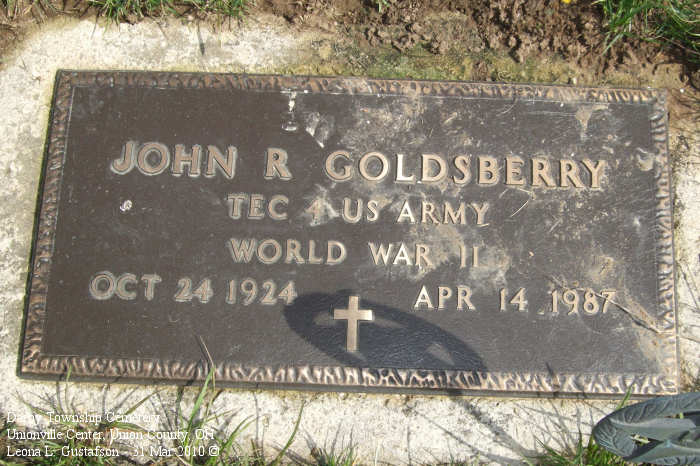 JOHN R GOLDSBERRY
TEC 4 US ARMY
WORLD WAR II
OCT 24 1924 APR 14 1987
Darby Township Cemetery,
Unionville Center, Union County, OH
Leona L. Gustafson - 31 Mar 2010 ©